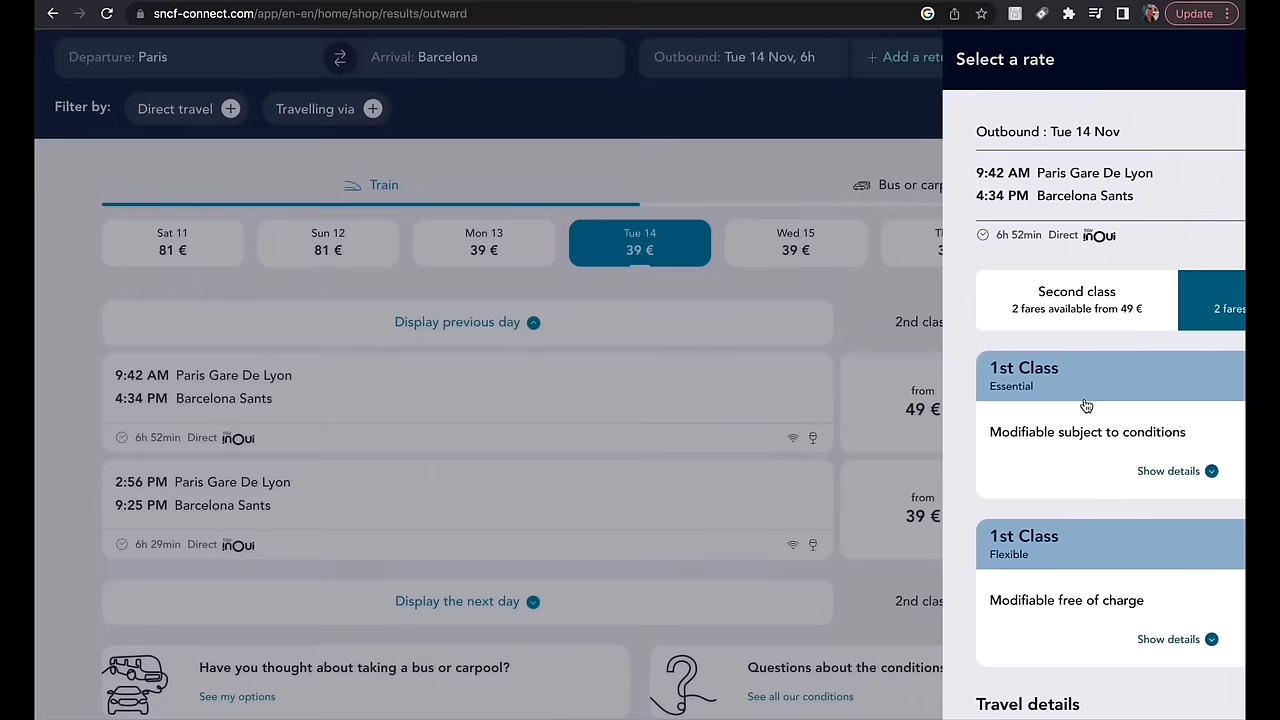 sncf-connect.com/app/en-en/home/shop/results/outward
Update
Departure: Paris
Arrival: Barcelona
Outbound: Tue 14 Nov, 6h
+ Add a retu
Filter by:
Direct travel
Travelling via
Train
Bus or carp
Sat 11
81 €
Sun 12
81 €
Mon 13
39 €
Tue 14
39 €
Wed 15
39 €
Display previous day
2nd clas
9:42 AM Paris Gare De Lyon
4:34 PM Barcelona Sants
6h 52min Direct inOui
from
49 €
2:56 PM Paris Gare De Lyon
9:25 PM Barcelona Sants
6h 29min Direct inOui
from
39 €
Display the next day
2nd clas
Have you thought about taking a bus or carpool?
See my options
Questions about the conditions
See all our conditions
Select a rate
Outbound : Tue 14 Nov
9:42 AM Paris Gare De Lyon
4:34 PM Barcelona Sants
6h 52min Direct inOui
Second class
2 fares available from 49 €
2 fares
1st Class
Essential
Modifiable subject to conditions
Show details
1st Class
Flexible
Modifiable free of charge
Show details
Travel details